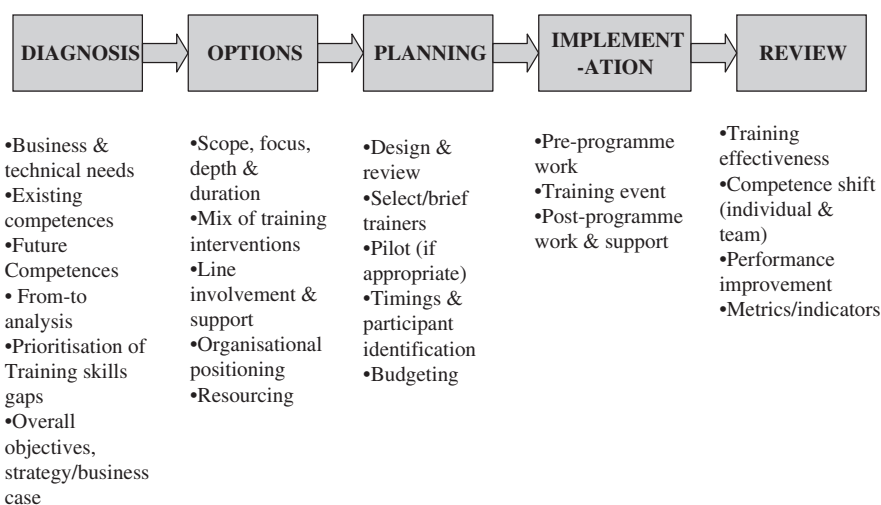 DIAGNOSIS
OPTIONS
PLANNING
IMPLEMENT
-ATION
REVIEW
•Business &
technical needs
•Existing
competences
•Future
Competences
• From-to
analysis
•Prioritisation of
Training skills
gaps
•Overall
objectives,
strategy/business
case
•Scope, focus,
depth &
duration
•Mix of training
interventions
•Line
involvement &
support
•Organisational
positioning
•Resourcing
•Design &
review
•Select/brief
trainers
•Pilot (if
appropriate)
•Timings &
participant
identification
•Budgeting
•Pre-programme
work
•Training event
•Post-programme
work & support
•Training
effectiveness
•Competence shift
(individual &
team)
•Performance
improvement
•Metrics/indicators